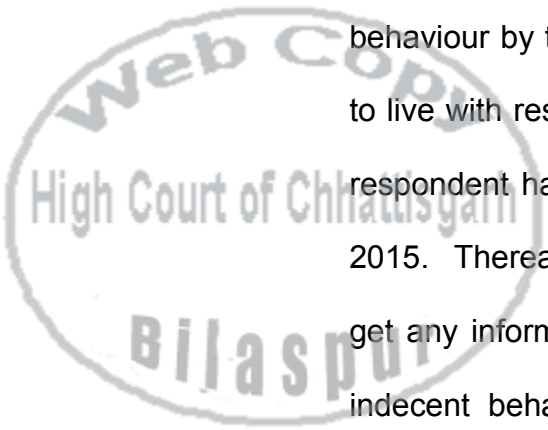 behaviour by t
to live with res
respondent ha
2015. Therea
get any inform
indecent beha
Web Copy
High Court of Chhattisgarh
Bilaspur